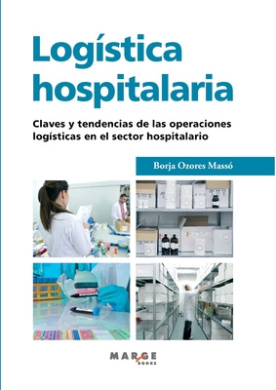 Logística
hospitalaria
Claves y tendencias de las operaciones
logísticas en el sector hospitalario
Borja Ozores Massó
MARGE
BOOKS